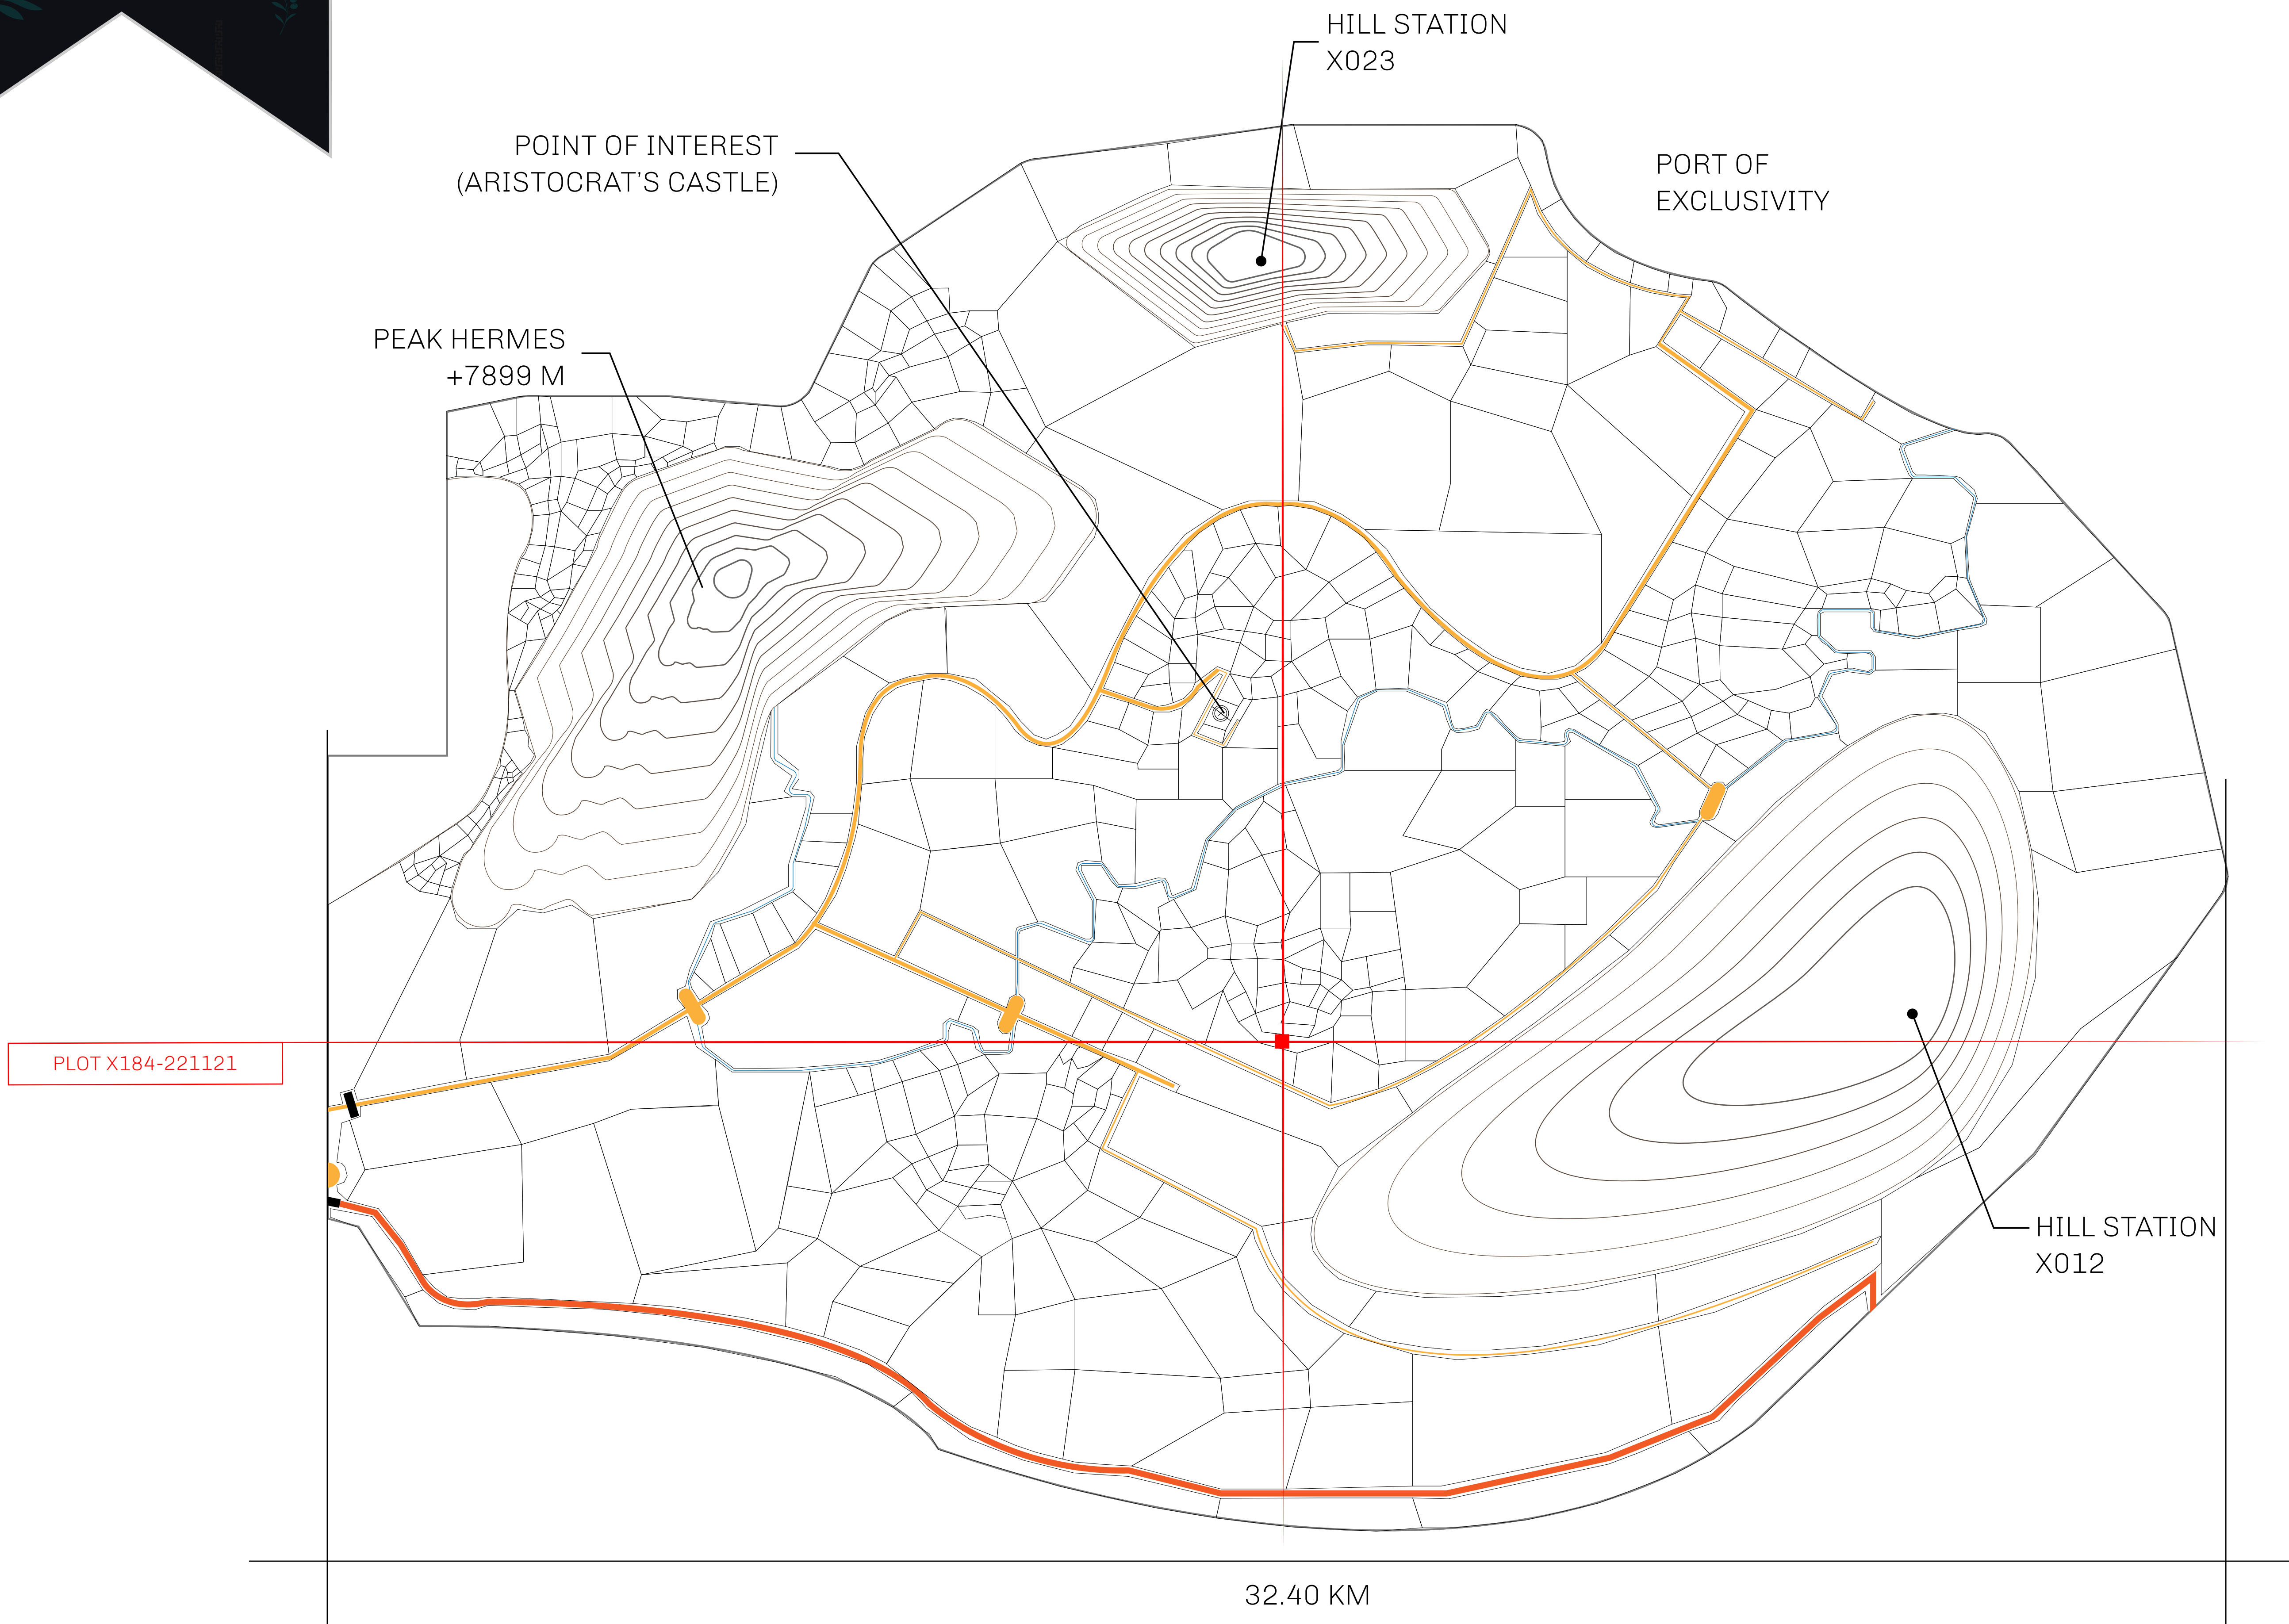 HILL STATION
X023
POINT OF INTEREST
(ARISTOCRAT'S CASTLE)
PORT OF
EXCLUSIVITY
PEAK HERMES
+7899 M
PLOT X184-221121
HILL STATION
X012
32.40 KM